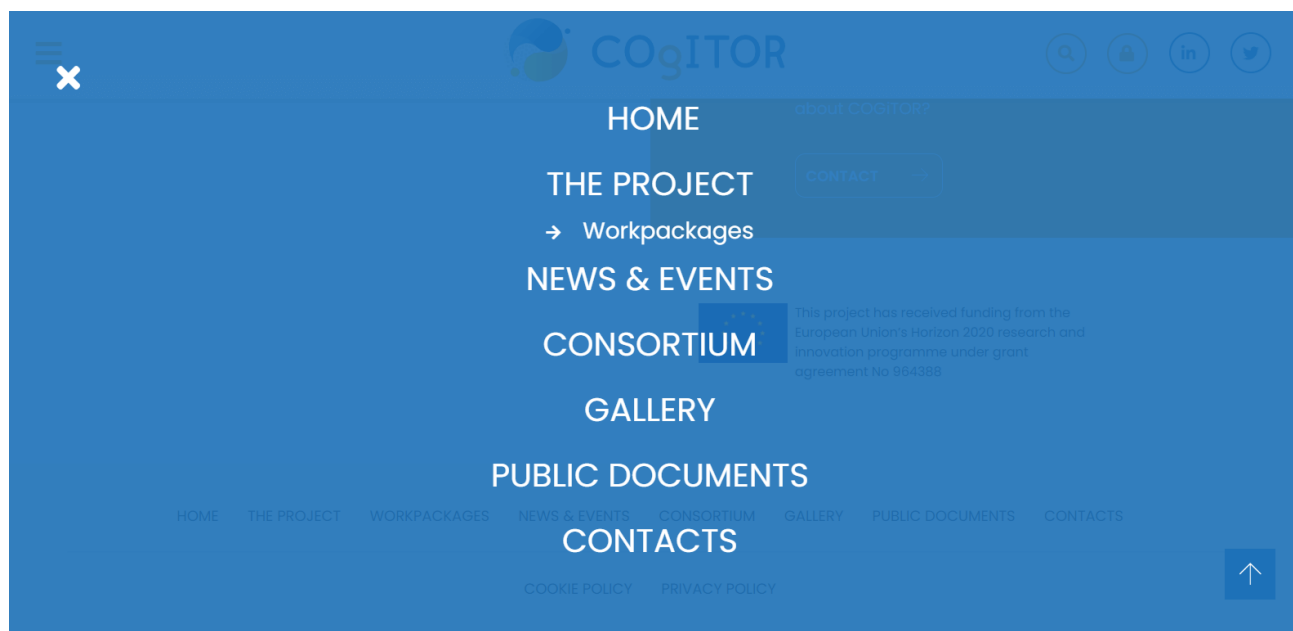 COgITOR
in
about COGITOR?
HOME
CONTACT
THE PROJECT
Workpackages
NEWS & EVENTS
This project has received funding from the
European Union's Horizon 2020 research and
innovation programme under grant
agreement No 964388
CONSORTIUM
GALLERY
PUBLIC DOCUMENTS
HOME THE PROJECT WORKPACKAGES NEWS & EVENTS CONSORTIUM GALLERY PUBLIC DOCUMENTS CONTACTS
CONTACTS
COOKIE POLICY PRIVACY POLICY